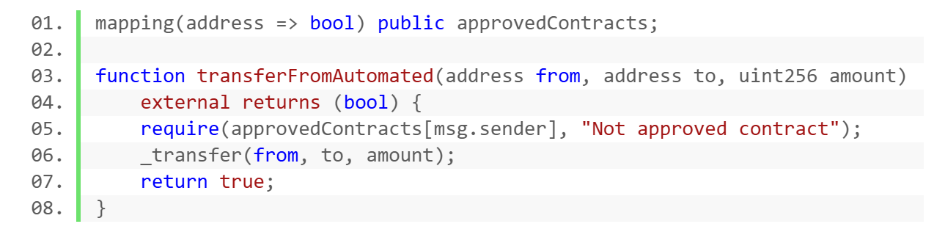 01. mapping(address => bool) public approvedContracts;
02.
03. function transferFromAutomated(address from, address to, uint256 amount)
04.     external returns (bool) {
05.     require(approvedContracts[msg.sender], "Not approved contract");
06.     _transfer(from, to, amount);
07.     return true;
08. }